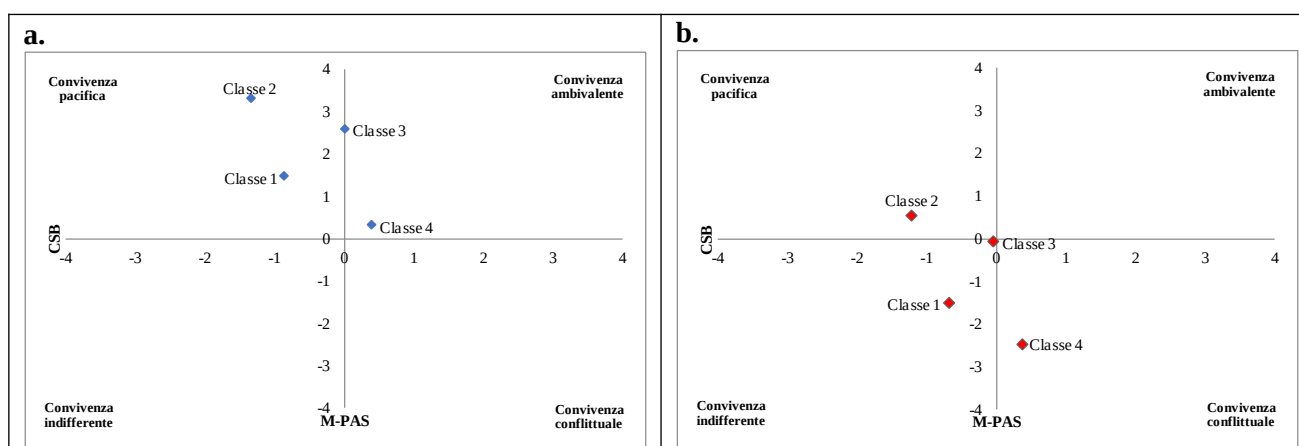 a.
Convivenza
pacifica
Convivenza
ambivalente
4
Classe 2
3
Classe 3
2
Classe 1
1
Classe 4
0
CSB
-4 -3 -2 -1 0 1 2 3 4
-1
-2
-3
-4
Convivenza
indifferente
M-PAS
Convivenza
conflittuale
b.
Convivenza
pacifica
Convivenza
ambivalente
4
3
2
1
Classe 2
0
Classe 3
CSB
-4 -3 -2 -1 0 1 2 3 4
-1
Classe 1
-2
Classe 4
-3
-4
Convivenza
indifferente
M-PAS
Convivenza
conflittuale